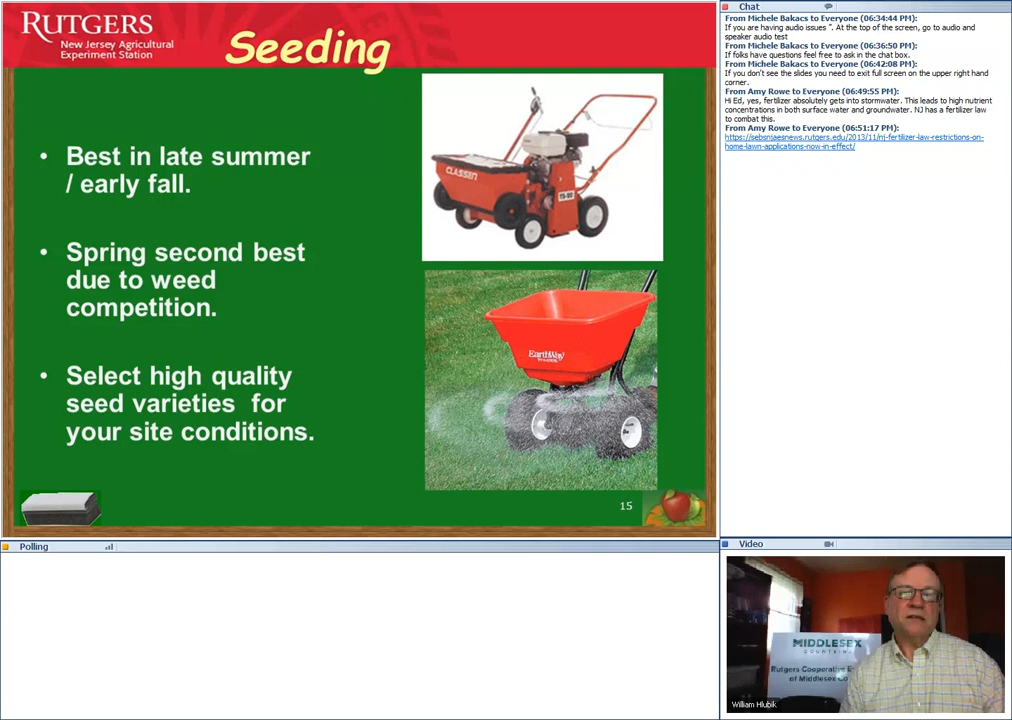 RUTGERS
New Jersey Agricultural
Experiment Station
Seeding
• Best in late summer
/ early fall.
• Spring second best
due to weed
competition.
• Select high quality
seed varieties for
your site conditions.
CLASSEN
TS-20
EarthWay
15
Polling
Chat
From Michele Bakacs to Everyone (06:34:44 PM):
If you are having audio issues ". At the top of the screen, go to audio and
speaker audio test
From Michele Bakacs to Everyone (06:36:50 PM):
If folks have questions feel free to ask in the chat box.
From Michele Bakacs to Everyone (06:42:08 PM):
If you don't see the slides you need to exit full screen on the upper right hand
corner.
From Amy Rowe to Everyone (06:49:55 PM):
Hi Ed, yes, fertilizer absolutely gets into stormwater. This leads to high nutrient
concentrations in both surface water and groundwater. NJ has a fertilizer law
to combat this.
From Amy Rowe to Everyone (06:51:17 PM):
https://sebsnjaesnews.rutgers.edu/2013/11/nj-fertilizer-law-restrictions-on-
home-lawn-applications-now-in-effect/
Video
MIDDLESEX
COUNTY
Rutgers Cooperative
of Middlesex
William Hlubik